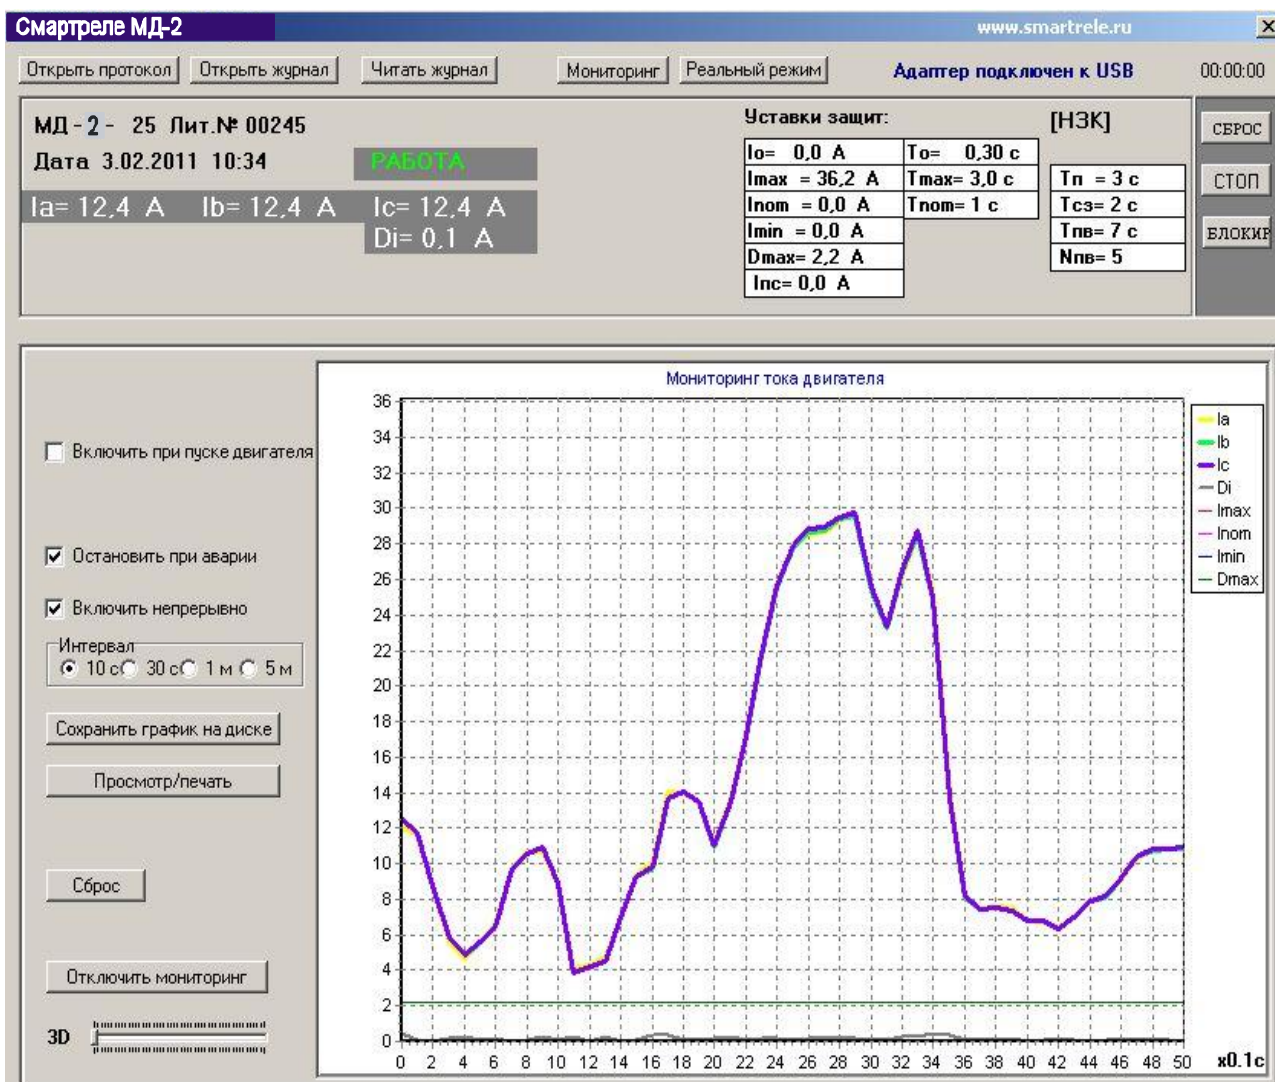 Смартреле МД-2 www.smartrele.ru
Открыть протокол Открыть журнал Читать журнал Мониторинг Реальный режим Адаптер подключен к USB 00:00:00
МД - 2 - 25 Лит.№ 00245
Дата 3.02.2011 10:34 РАБОТА
Ia= 12,4 A Ib= 12,4 A Ic= 12,4 A
Di= 0,1 A
Уставки защит: [НЗК]
Io= 0,0 A To= 0,30 c
Imax = 36,2 A Tmax= 3,0 c Тп = 3 с
Inom = 0,0 A Tnom= 1 c Тсз= 2 с
Imin = 0,0 A Тпв= 7 с
Dmax= 2,2 A Nпв= 5
Iпс= 0,0 A
СБРОС
СТОП
БЛОКИР
Включить при пуске двигателя
Остановить при аварии
Включить непрерывно
Интервал
10 с 30 с 1 м 5 м
Сохранить график на диске
Просмотр/печать
Сброс
Отключить мониторинг
3D
Мониторинг тока двигателя
36
34
32
30
28
26
24
22
20
18
16
14
12
10
8
6
4
2
0
0 2 4 6 8 10 12 14 16 18 20 22 24 26 28 30 32 34 36 38 40 42 44 46 48 50 x0.1c
Ia
Ib
Ic
Di
Imax
Inom
Imin
Dmax